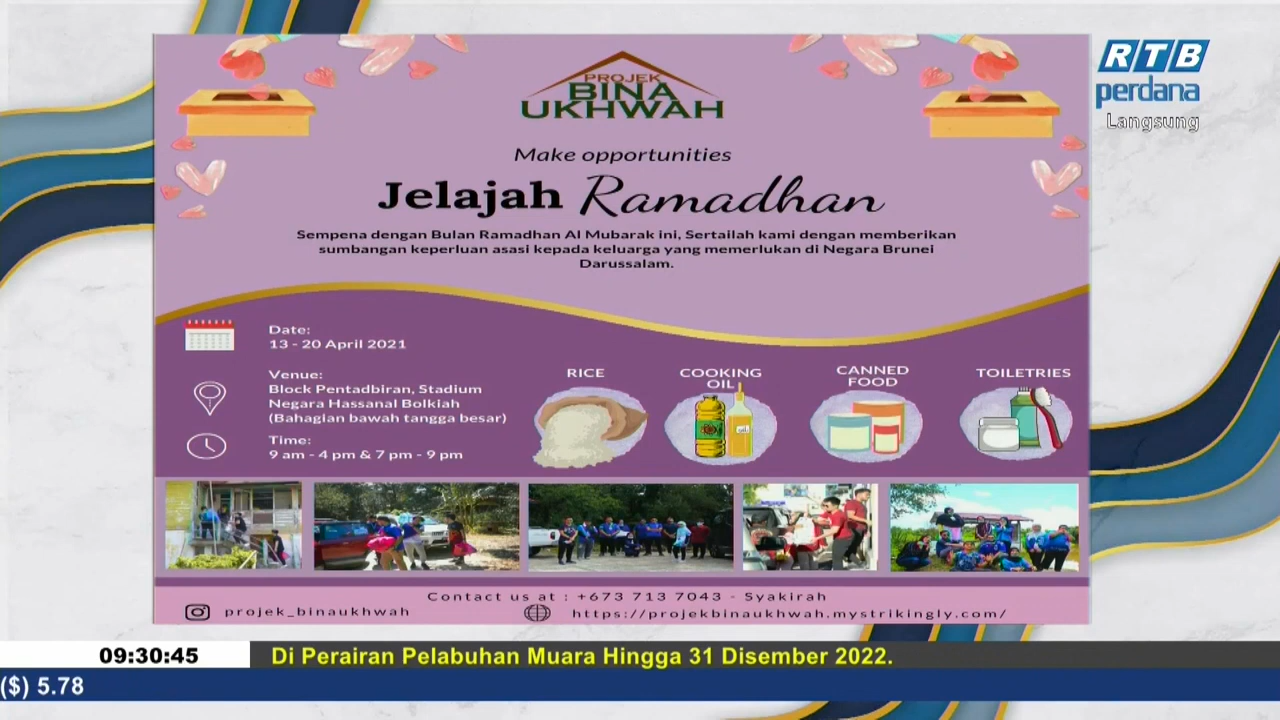 RTB
perdana
Langsung
PROJEK
BINA
UKHWAH
Make opportunities
Jelajah Ramadhan
Sempena dengan Bulan Ramadhan Al Mubarak ini, Sertailah kami dengan memberikan
sumbangan keperluan asasi kepada keluarga yang memerlukan di Negara Brunei
Darussalam.
Date:
13 - 20 April 2021
Venue:
Block Pentadbiran, Stadium
Negara Hassanal Bolkiah
(Bahagian bawah tangga besar)
Time:
9 am - 4 pm & 7 pm - 9 pm
RICE
COOKING
OIL
CANNED
FOOD
TOILETRIES
Contact us at : +673 713 7043 - Syakirah
projek_binaukhwah
https://projekbinaukhwah.mystrikingly.com/
09:30:45
Di Perairan Pelabuhan Muara Hingga 31 Disember 2022.
($) 5.78